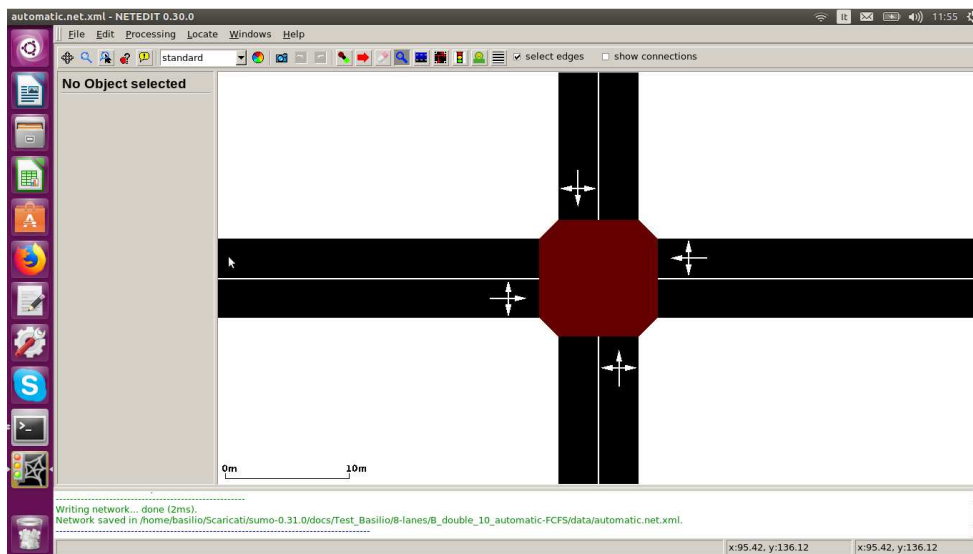 automatic.net.xml - NETEDIT 0.30.0
It
11:55
File Edit Processing Locate Windows Help
standard
select edges
show connections
No Object selected
0m
10m
Writing network... done (2ms).
Network saved in /home/basilio/Scaricati/sumo-0.31.0/docs/Test_Basilio/8-lanes/B_double_10_automatic-FCFS/data/automatic.net.xml.
x:95.42, y:136.12
x:95.42, y:136.12